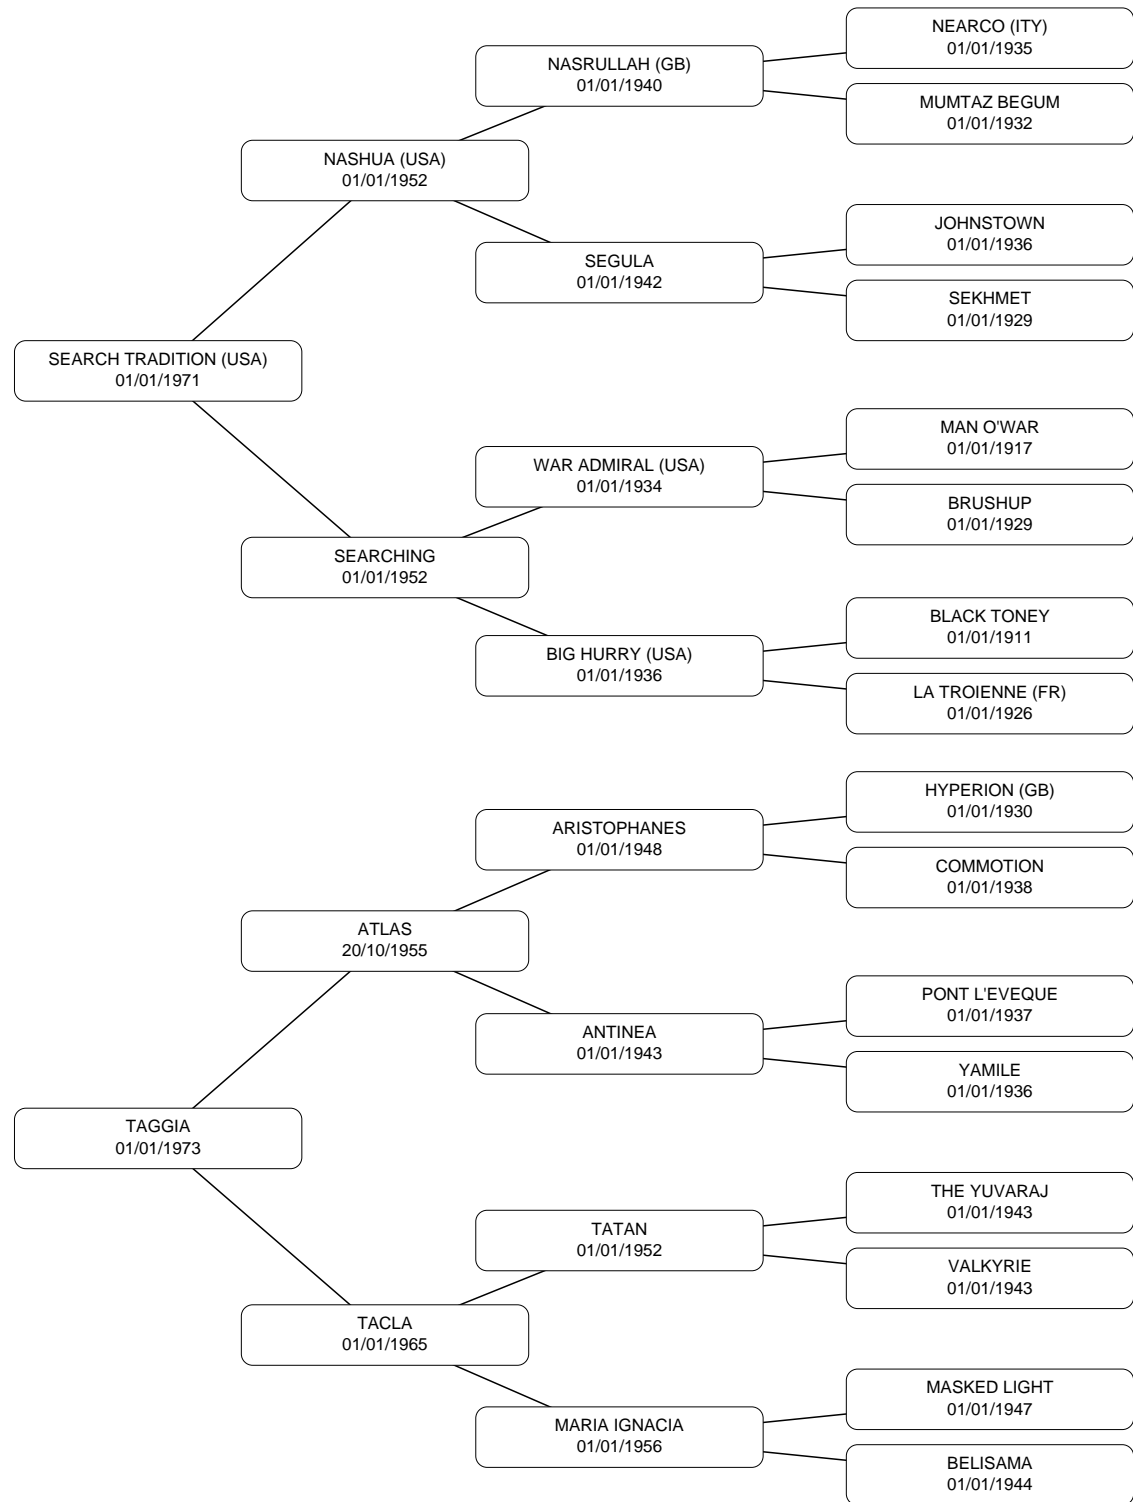 NEARCO (ITY)
01/01/1935
NASRULLAH (GB)
01/01/1940
MUMTAZ BEGUM
01/01/1932
NASHUA (USA)
01/01/1952
JOHNSTOWN
01/01/1936
SEGULA
01/01/1942
SEKHMET
01/01/1929
SEARCH TRADITION (USA)
01/01/1971
MAN O'WAR
01/01/1917
WAR ADMIRAL (USA)
01/01/1934
BRUSHUP
01/01/1929
SEARCHING
01/01/1952
BLACK TONEY
01/01/1911
BIG HURRY (USA)
01/01/1936
LA TROIENNE (FR)
01/01/1926
HYPERION (GB)
01/01/1930
ARISTOPHANES
01/01/1948
COMMOTION
01/01/1938
ATLAS
20/10/1955
PONT L'EVEQUE
01/01/1937
ANTINEA
01/01/1943
YAMILE
01/01/1936
TAGGIA
01/01/1973
THE YUVARAJ
01/01/1943
TATAN
01/01/1952
VALKYRIE
01/01/1943
TACLA
01/01/1965
MASKED LIGHT
01/01/1947
MARIA IGNACIA
01/01/1956
BELISAMA
01/01/1944